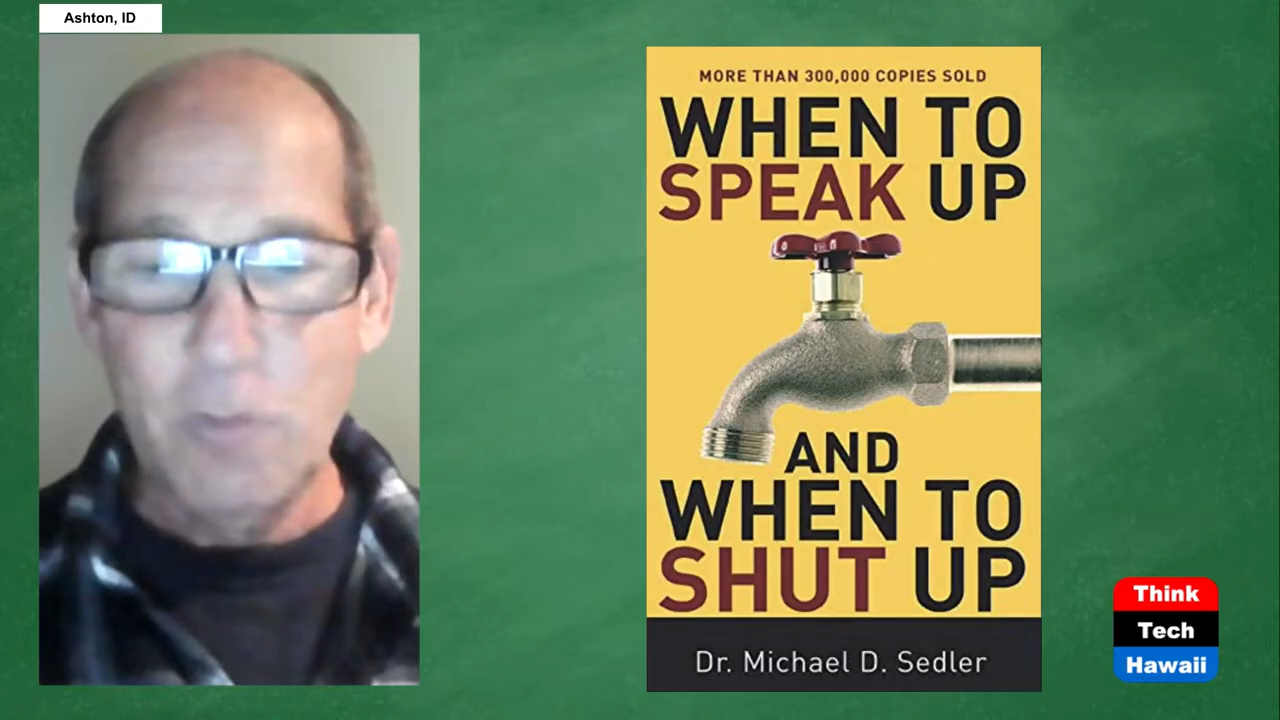 Ashton, ID
MORE THAN 300,000 COPIES SOLD
WHEN TO
SPEAK UP
AND
WHEN TO
SHUT UP
Dr. Michael D. Sedler
Think
Tech
Hawaii